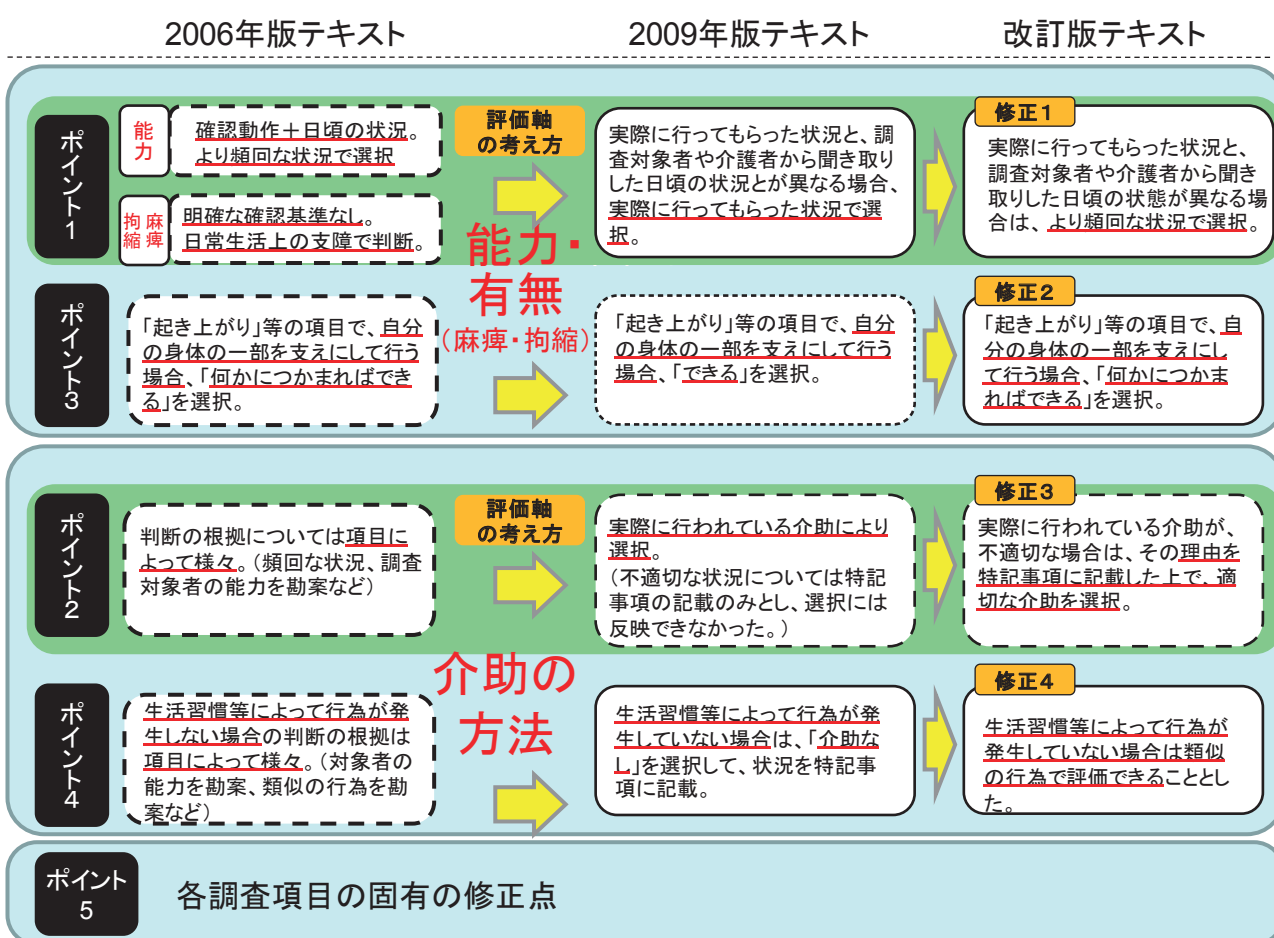 2006年版テキスト
2009年版テキスト
改訂版テキスト
ポイント1
能力
確認動作＋日頃の状況。
より頻回な状況で選択
拘縮 麻痺
明確な確認基準なし。
日常生活上の支障で判断。
評価軸
の考え方
能力・
有無
（麻痺・拘縮）
実際に行ってもらった状況と、調
査対象者や介護者から聞き取り
した日頃の状況とが異なる場合、
実際に行ってもらった状況で選
択。
修正1
実際に行ってもらった状況と、
調査対象者や介護者から聞き
取りした日頃の状態が異なる場
合は、より頻回な状況で選択。
ポイント3
「起き上がり」等の項目で、自分
の身体の一部を支えにして行う
場合、「何かにつかまればでき
る」を選択。
「起き上がり」等の項目で、自分
の身体の一部を支えにして行う
場合、「できる」を選択。
修正2
「起き上がり」等の項目で、自
分の身体の一部を支えにし
て行う場合、「何かにつかま
ればできる」を選択。
ポイント2
判断の根拠については項目に
よって様々。（頻回な状況、調査
対象者の能力を勘案など）
評価軸
の考え方
介助の
方法
実際に行われている介助により
選択。
（不適切な状況については特記
事項の記載のみとし、選択には
反映できなかった。）
修正3
実際に行われている介助が、
不適切な場合は、その理由を
特記事項に記載した上で、適
切な介助を選択。
ポイント4
生活習慣等によって行為が発
生しない場合の判断の根拠は
項目によって様々。（対象者の
能力を勘案、類似の行為を勘
案など）
生活習慣等によって行為が発
生していない場合は、「介助な
し」を選択して、状況を特記事
項に記載。
修正4
生活習慣等によって行為が
発生していない場合は類似
の行為で評価できることとし
た。
ポイント
5
各調査項目の固有の修正点